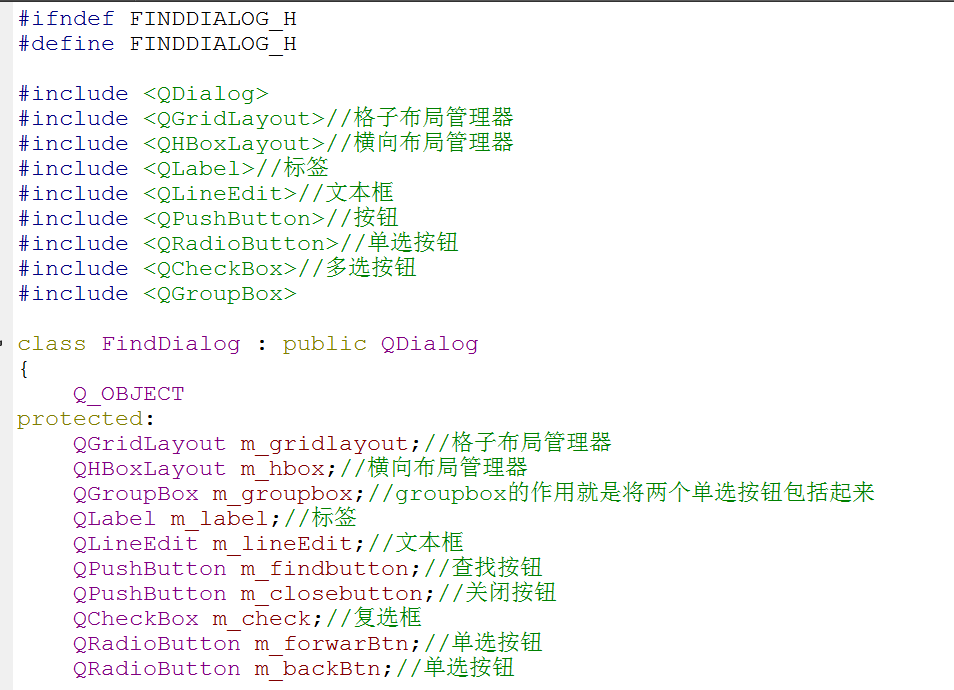 #ifndef FINDDIALOG_H
#define FINDDIALOG_H
#include <QDialog>
#include <QGridLayout>//格子布局管理器
#include <QHBoxLayout>//横向布局管理器
#include <QLabel>//标签
#include <QLineEdit>//文本框
#include <QPushButton>//按钮
#include <QRadioButton>//单选按钮
#include <QCheckBox>//多选按钮
#include <QGroupBox>
class FindDialog : public QDialog
{
Q_OBJECT
protected:
QGridLayout m_gridlayout;//格子布局管理器
QHBoxLayout m_hbox;//横向布局管理器
QGroupBox m_groupbox;//groupbox的作用就是将两个单选按钮包括起来
QLabel m_label;//标签
QLineEdit m_lineEdit;//文本框
QPushButton m_findbutton;//查找按钮
QPushButton m_closebutton;//关闭按钮
QCheckBox m_check;//复选框
QRadioButton m_forwarBtn;//单选按钮
QRadioButton m_backBtn;//单选按钮